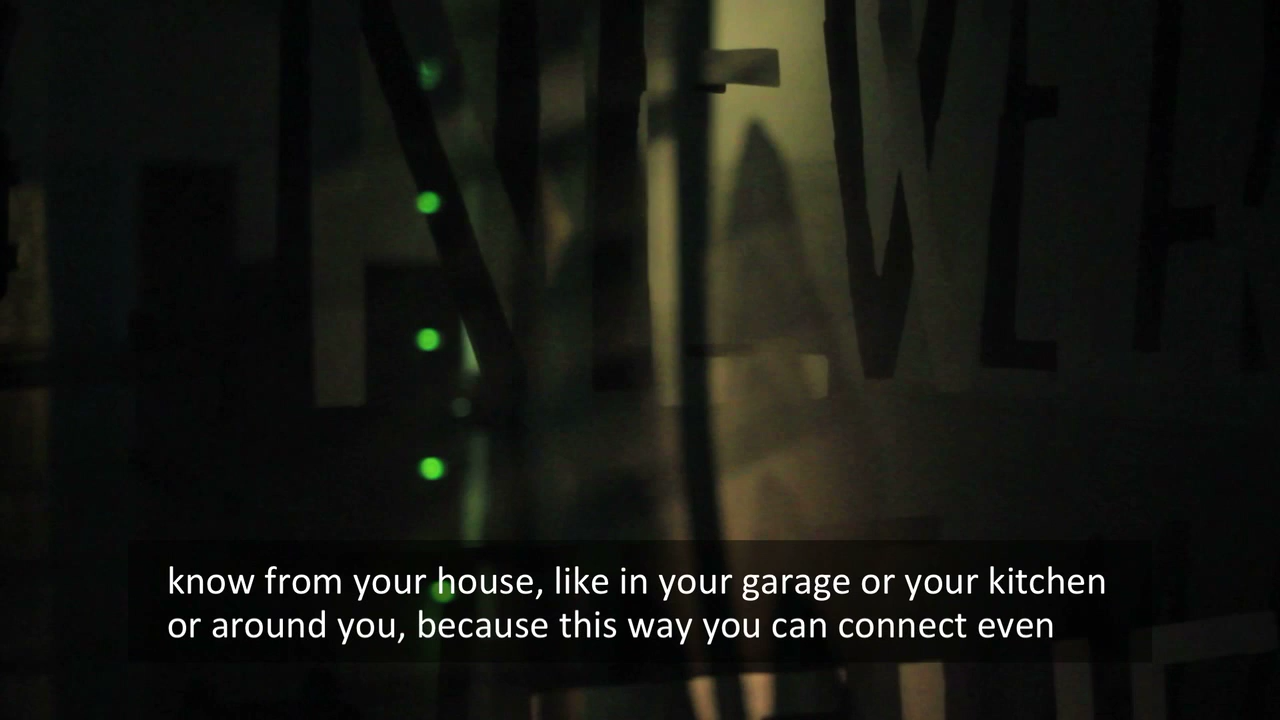 know from your house, like in your garage or your kitchen
or around you, because this way you can connect even